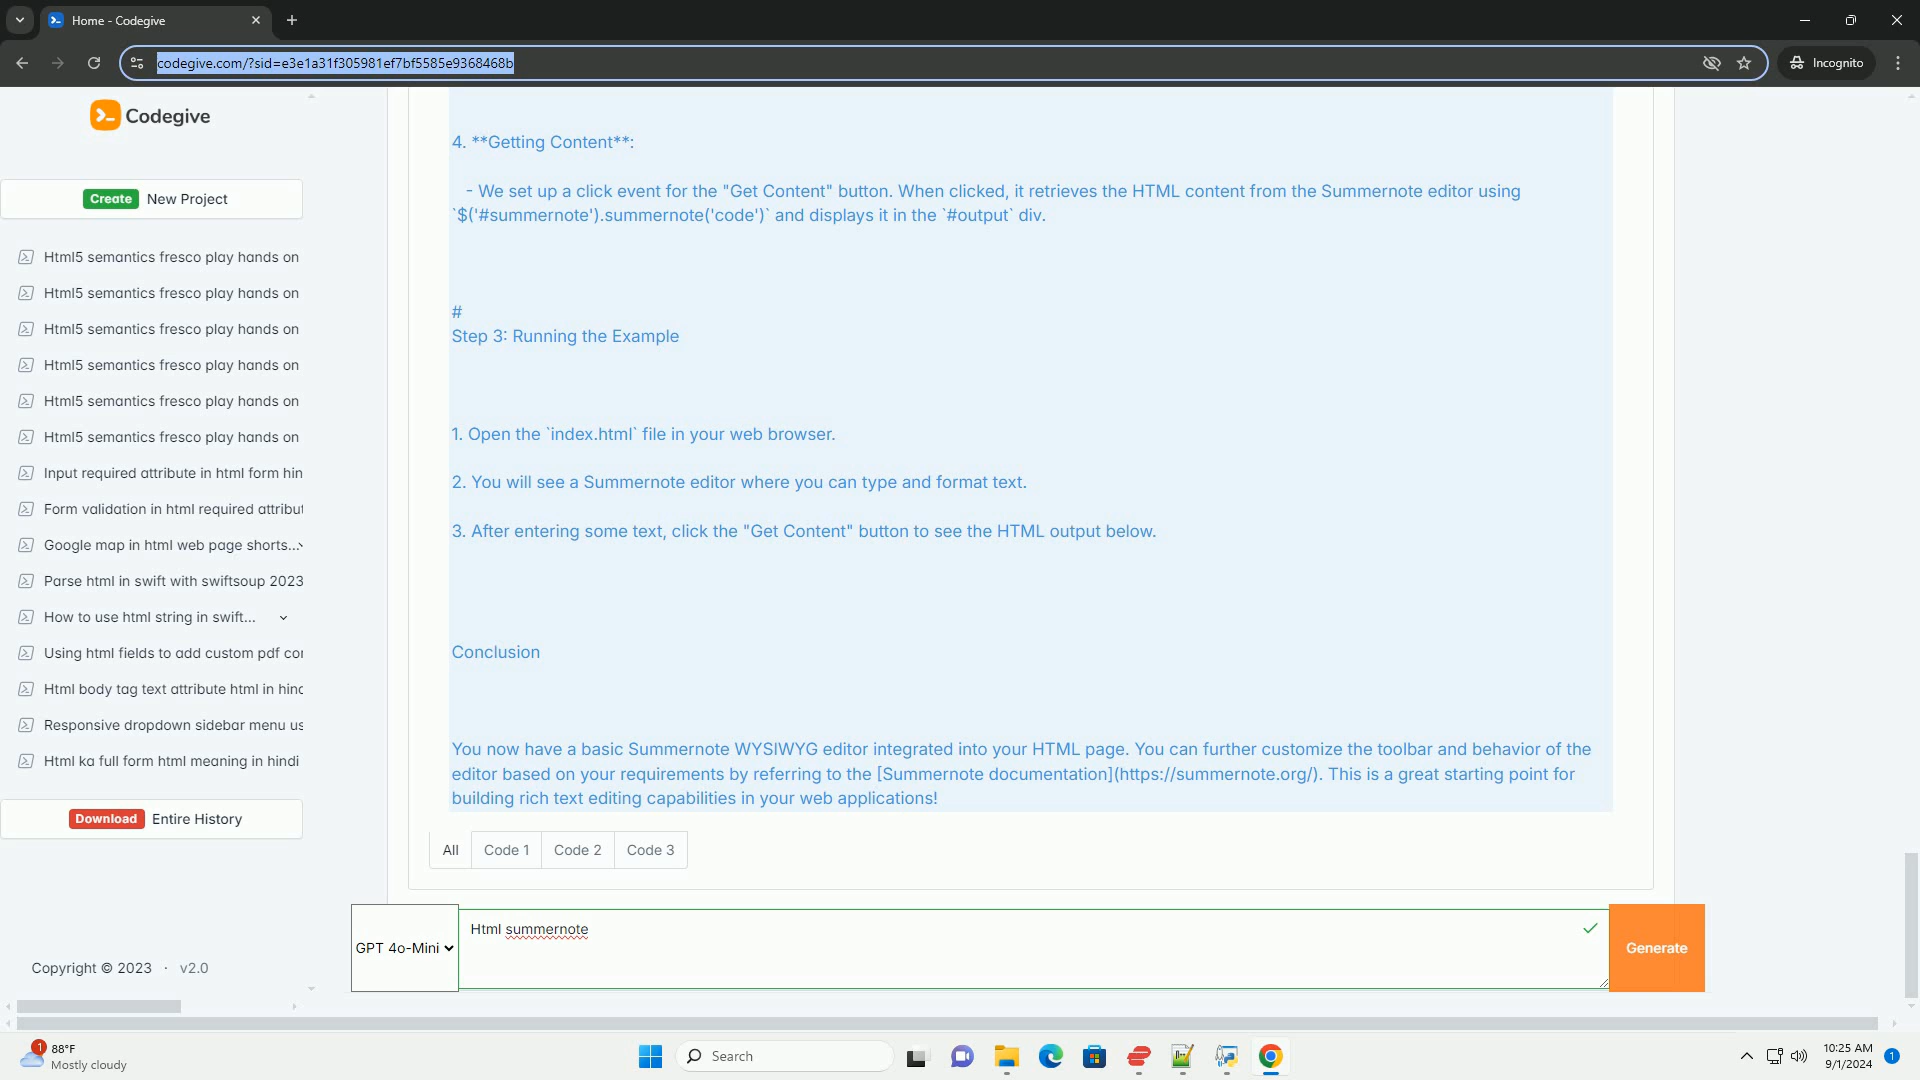 Home - Codegive
codegive.com/?sid=e3e1a31f305981ef7bf5585e9368468b
Incognito
Codegive
Create New Project
Html5 semantics fresco play hands on
Html5 semantics fresco play hands on
Html5 semantics fresco play hands on
Html5 semantics fresco play hands on
Html5 semantics fresco play hands on
Html5 semantics fresco play hands on
Input required attribute in html form hin
Form validation in html required attribut
Google map in html web page shorts...
Parse html in swift with swiftsoup 2023
How to use html string in swift...
Using html fields to add custom pdf cor
Html body tag text attribute html in hind
Responsive dropdown sidebar menu us
Html ka full form html meaning in hindi
Download Entire History
Copyright © 2023 · v2.0
4. **Getting Content**:
- We set up a click event for the "Get Content" button. When clicked, it retrieves the HTML content from the Summernote editor using
`$('#summernote').summernote('code')` and displays it in the `#output` div.
#
Step 3: Running the Example
1. Open the `index.html` file in your web browser.
2. You will see a Summernote editor where you can type and format text.
3. After entering some text, click the "Get Content" button to see the HTML output below.
Conclusion
You now have a basic Summernote WYSIWYG editor integrated into your HTML page. You can further customize the toolbar and behavior of the
editor based on your requirements by referring to the [Summernote documentation](https://summernote.org/). This is a great starting point for
building rich text editing capabilities in your web applications!
All Code 1 Code 2 Code 3
GPT 4o-Mini
Html summernote
Generate
1
88°F
Mostly cloudy
Search
10:25 AM
9/1/2024
1